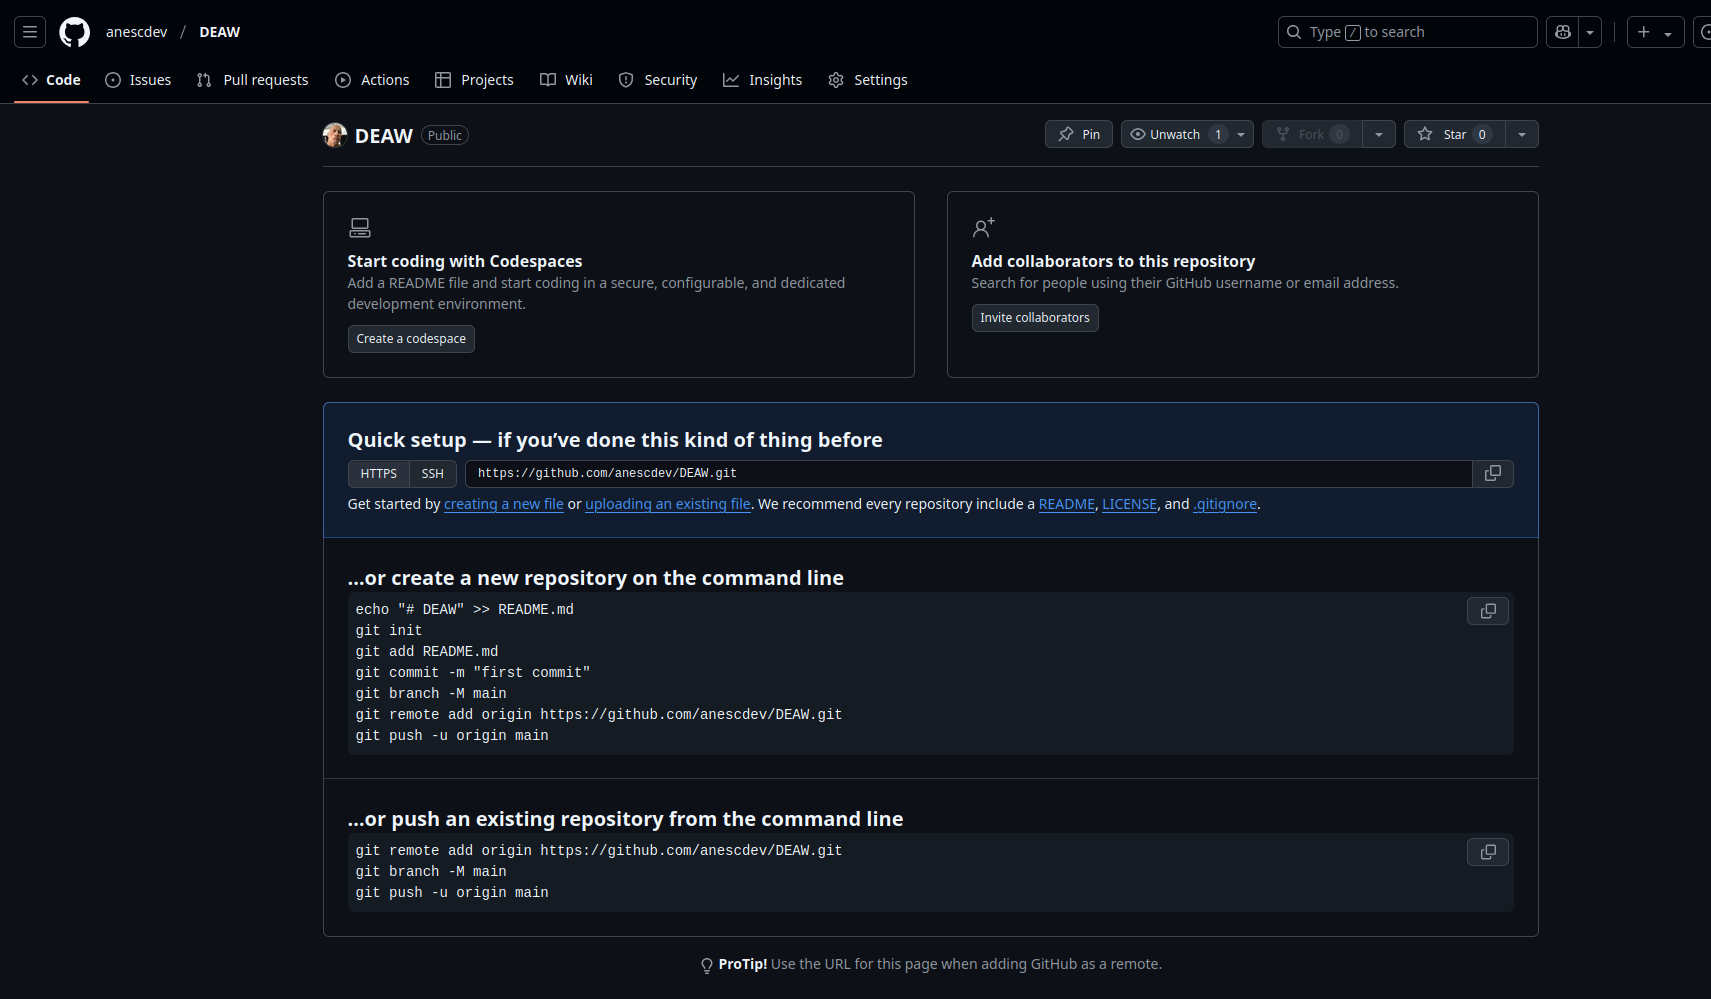 anescdev / DEAW
Type / to search
Code Issues Pull requests Actions Projects Wiki Security Insights Settings
DEAW Public
Pin Unwatch 1 Fork 0 Star 0
Start coding with Codespaces
Add a README file and start coding in a secure, configurable, and dedicated
development environment.
Create a codespace
Add collaborators to this repository
Search for people using their GitHub username or email address.
Invite collaborators
Quick setup — if you’ve done this kind of thing before
HTTPS SSH https://github.com/anescdev/DEAW.git
Get started by creating a new file or uploading an existing file. We recommend every repository include a README, LICENSE, and .gitignore.
…or create a new repository on the command line
echo "# DEAW" >> README.md
git init
git add README.md
git commit -m "first commit"
git branch -M main
git remote add origin https://github.com/anescdev/DEAW.git
git push -u origin main
…or push an existing repository from the command line
git remote add origin https://github.com/anescdev/DEAW.git
git branch -M main
git push -u origin main
ProTip! Use the URL for this page when adding GitHub as a remote.